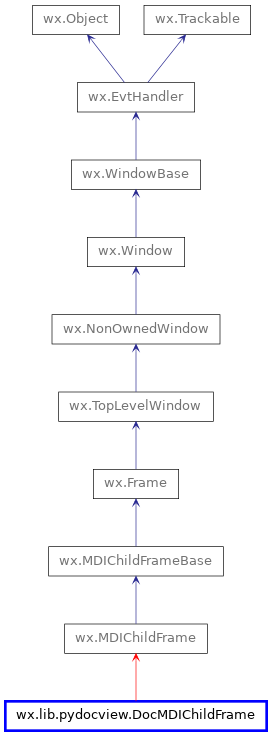 wx.Object
wx.Trackable
wx.EvtHandler
wx.WindowBase
wx.Window
wx.NonOwnedWindow
wx.TopLevelWindow
wx.Frame
wx.MDIChildFrameBase
wx.MDIChildFrame
wx.lib.pydocview.DocMDIChildFrame